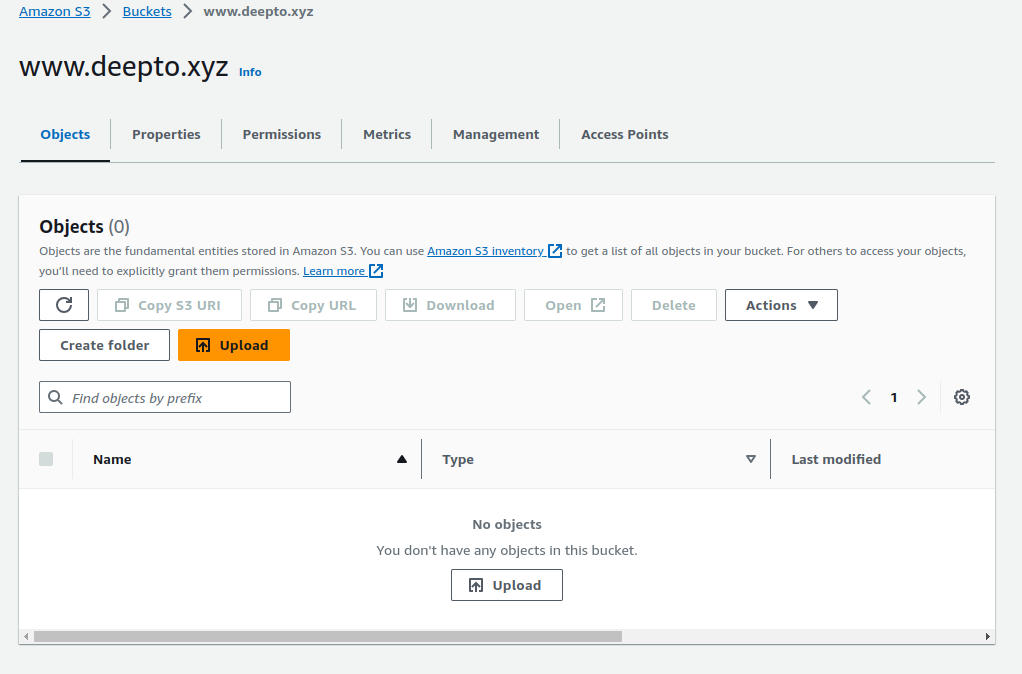 Amazon S3 > Buckets > www.deepto.xyz
www.deepto.xyz Info
Objects Properties Permissions Metrics Management Access Points
Objects (0)
Objects are the fundamental entities stored in Amazon S3. You can use Amazon S3 inventory to get a list of all objects in your bucket. For others to access your objects,
you'll need to explicitly grant them permissions. Learn more
Copy S3 URI Copy URL Download Open Delete Actions
Create folder Upload
Find objects by prefix 1
Name Type Last modified
No objects
You don't have any objects in this bucket.
Upload